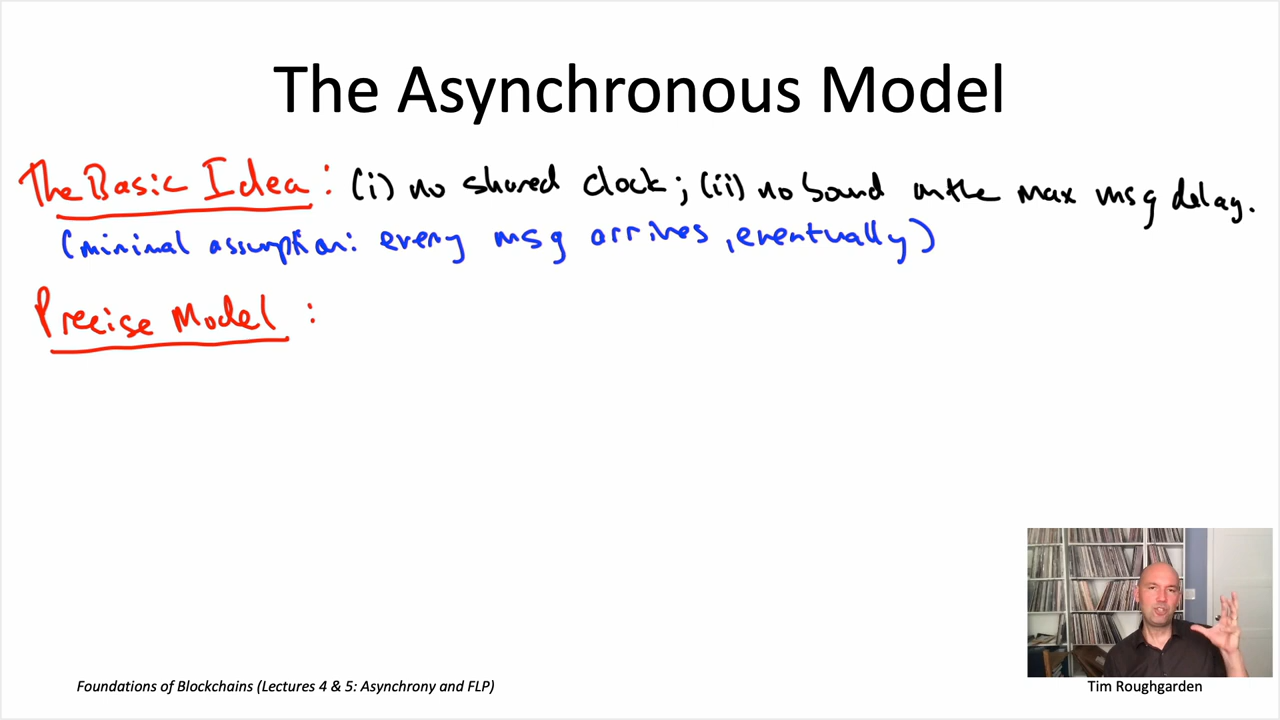 The Asynchronous Model
The Basic Idea: (i) no shared clock; (ii) no bound on the max msg delay.
(minimal assumption: every msg arrives, eventually)
Precise Model:
Foundations of Blockchains (Lectures 4 & 5: Asynchrony and FLP)
Tim Roughgarden